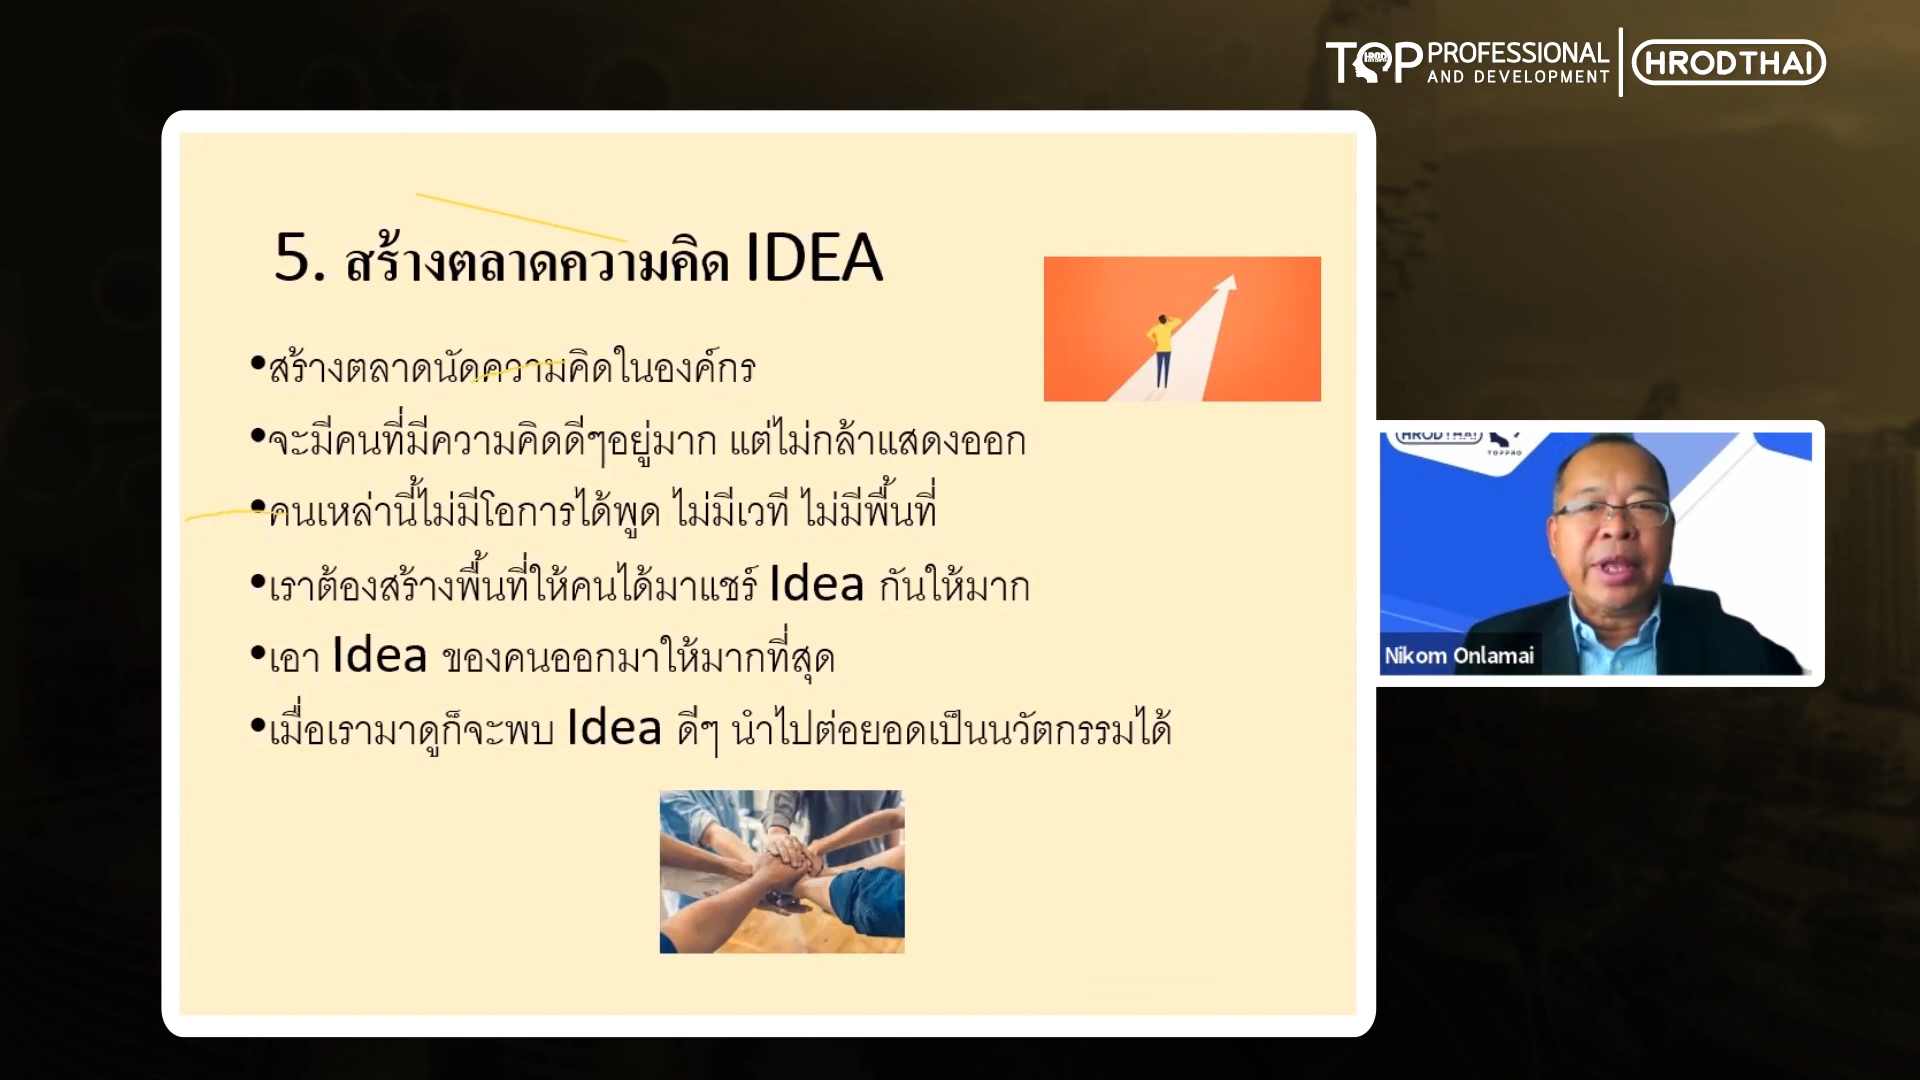 TOP PROFESSIONAL AND DEVELOPMENT
HRODTHAI
5. สร้างตลาดความคิด IDEA
•สร้างตลาดนัดความคิดในองค์กร
•จะมีคนที่มีความคิดดีๆอยู่มาก แต่ไม่กล้าแสดงออก
•คนเหล่านี้ไม่มีโอการได้พูด ไม่มีเวที ไม่มีพื้นที่
•เราต้องสร้างพื้นที่ให้คนได้มาแชร์ Idea กันให้มาก
•เอา Idea ของคนออกมาให้มากที่สุด
•เมื่อเรามาดูก็จะพบ Idea ดีๆ นำไปต่อยอดเป็นนวัตกรรมได้
HRODTHAI
TOPPRO
Nikom Onlamai